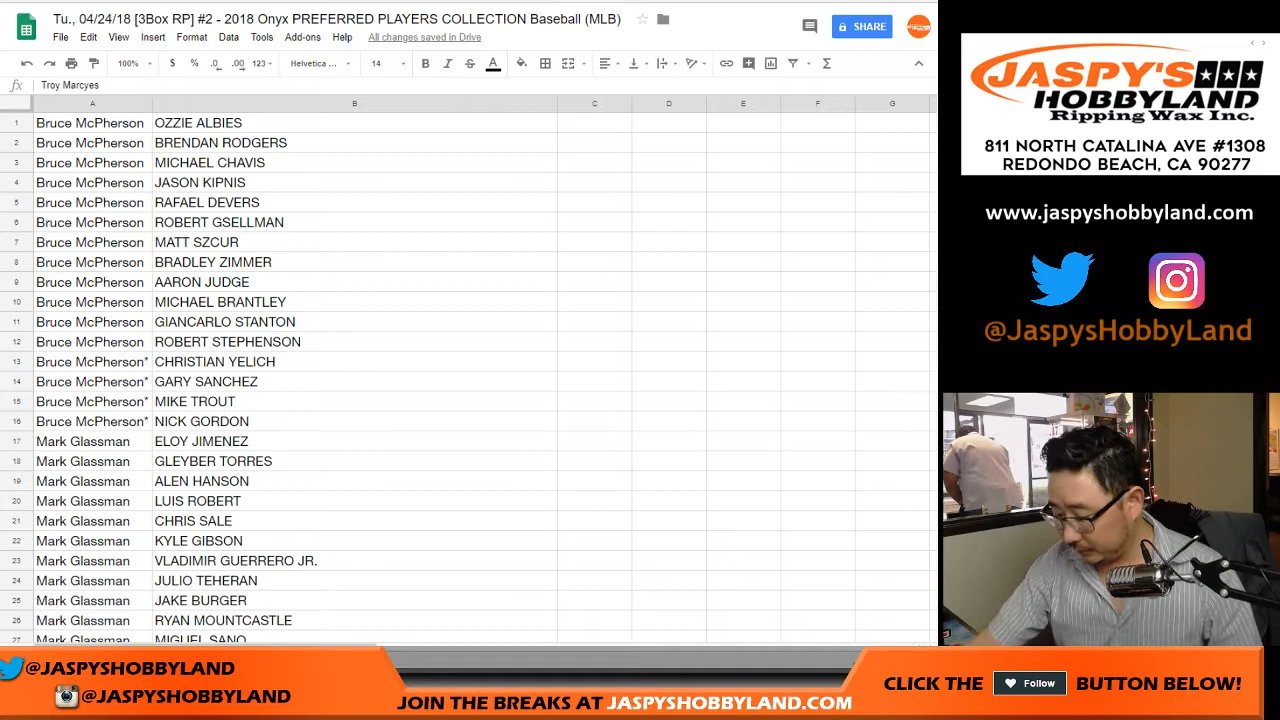 Tu., 04/24/18 [3Box RP] #2 - 2018 Onyx PREFERRED PLAYERS COLLECTION Baseball (MLB)
File Edit View Insert Format Data Tools Add-ons Help All changes saved in Drive
SHARE
100% $ % .0 .00 123 Helvetica ... 14 B I S A
fx Troy Marcyes
A B C D E F G
1 Bruce McPherson OZZIE ALBIES
2 Bruce McPherson BRENDAN RODGERS
3 Bruce McPherson MICHAEL CHAVIS
4 Bruce McPherson JASON KIPNIS
5 Bruce McPherson RAFAEL DEVERS
6 Bruce McPherson ROBERT GSELLMAN
7 Bruce McPherson MATT SZCUR
8 Bruce McPherson BRADLEY ZIMMER
9 Bruce McPherson AARON JUDGE
10 Bruce McPherson MICHAEL BRANTLEY
11 Bruce McPherson GIANCARLO STANTON
12 Bruce McPherson ROBERT STEPHENSON
13 Bruce McPherson* CHRISTIAN YELICH
14 Bruce McPherson* GARY SANCHEZ
15 Bruce McPherson* MIKE TROUT
16 Bruce McPherson* NICK GORDON
17 Mark Glassman ELOY JIMENEZ
18 Mark Glassman GLEYBER TORRES
19 Mark Glassman ALEN HANSON
20 Mark Glassman LUIS ROBERT
21 Mark Glassman CHRIS SALE
22 Mark Glassman KYLE GIBSON
23 Mark Glassman VLADIMIR GUERRERO JR.
24 Mark Glassman JULIO TEHERAN
25 Mark Glassman JAKE BURGER
26 Mark Glassman RYAN MOUNTCASTLE
27 Mark Glassman MIGUEL SANO
JASPY'S
HOBBYLAND
Ripping Wax Inc.
811 NORTH CATALINA AVE #1308
REDONDO BEACH, CA 90277
www.jaspyshobbyland.com
@JaspysHobbyLand
@JASPYSHOBBYLAND
@JASPYSHOBBYLAND
JOIN THE BREAKS AT JASPYSHOBBYLAND.COM
CLICK THE Follow BUTTON BELOW!